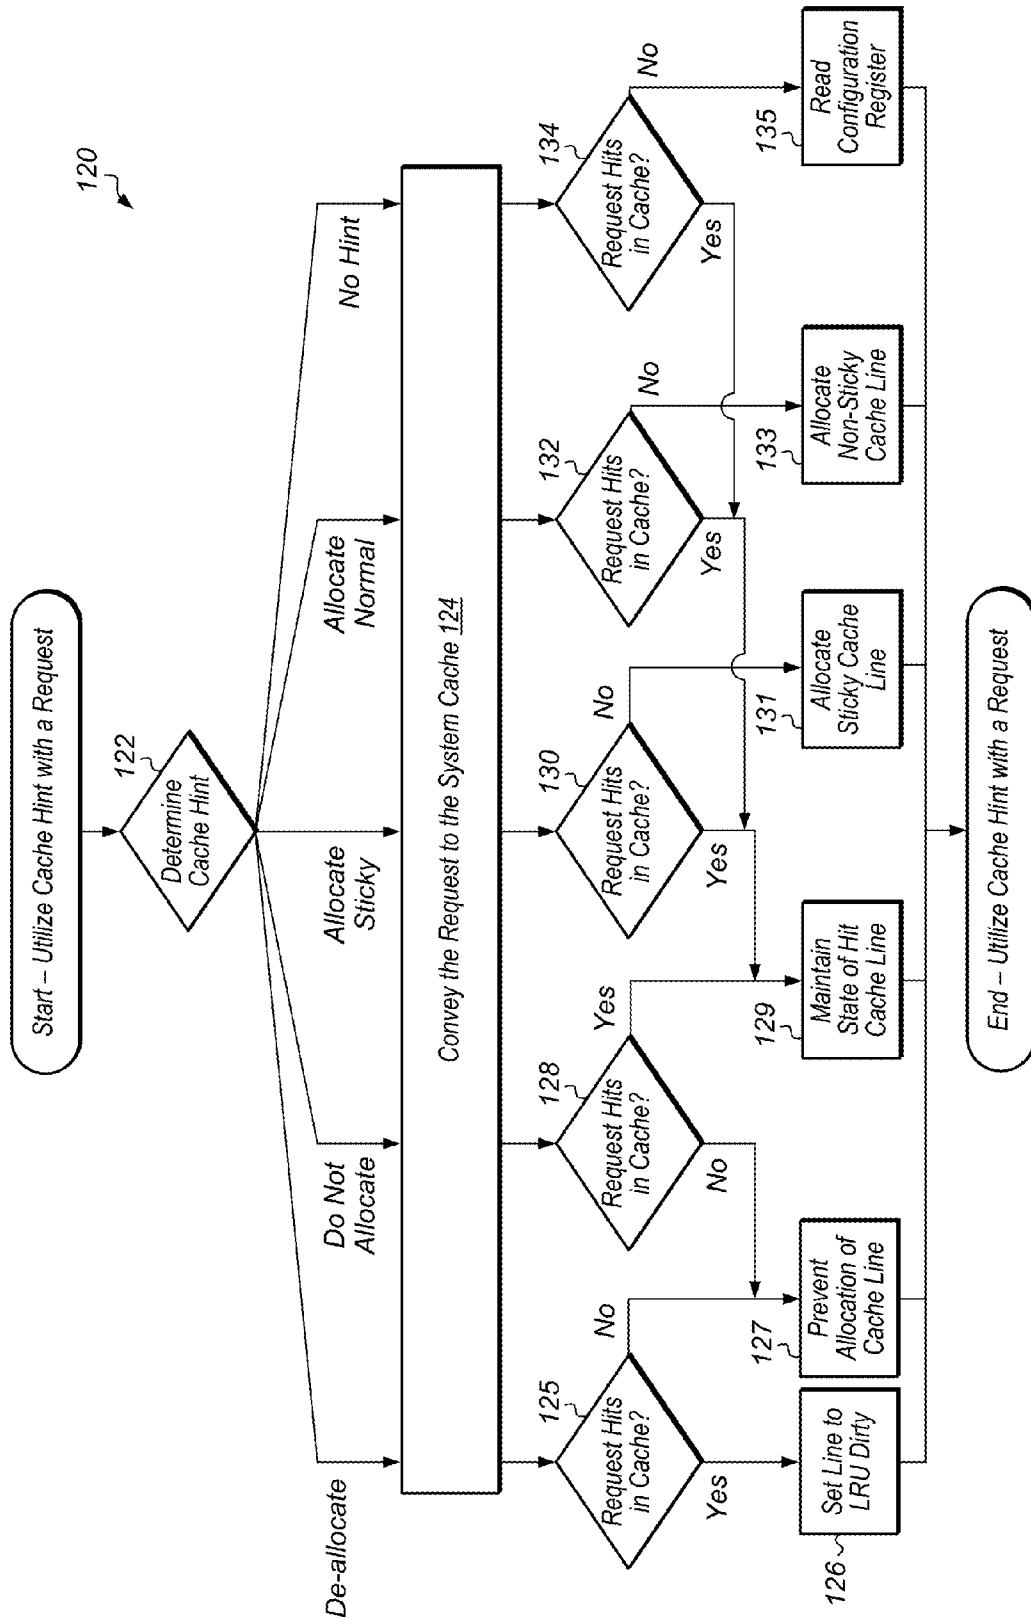 120
Start – Utilize Cache Hint with a Request
122
Determine
Cache Hint
De-allocate
Do Not
Allocate
Allocate
Sticky
Allocate
Normal
No Hint
Convey the Request to the System Cache 124
125
Request Hits
in Cache?
No
Yes
128
Request Hits
in Cache?
Yes
No
130
Request Hits
in Cache?
No
Yes
132
Request Hits
in Cache?
No
Yes
134
Request Hits
in Cache?
No
Yes
126
Set Line to
LRU Dirty
127
Prevent
Allocation of
Cache Line
129
Maintain
State of Hit
Cache Line
131
Allocate
Sticky Cache
Line
133
Allocate
Non-Sticky
Cache Line
135
Read
Configuration
Register
End – Utilize Cache Hint with a Request